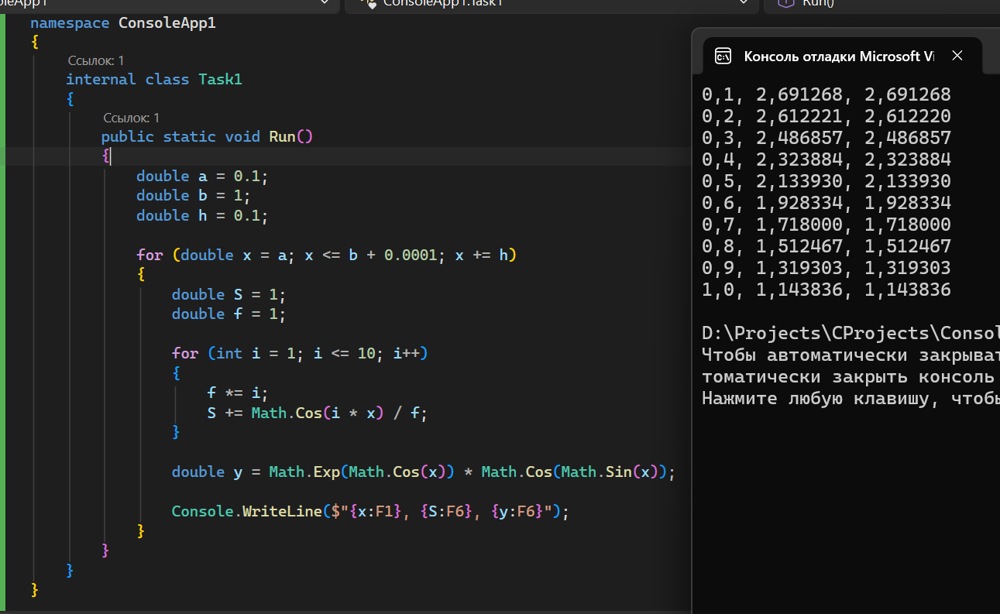 ConsoleApp1.Task1
Run()
namespace ConsoleApp1
{
Ссылок: 1
internal class Task1
{
Ссылок: 1
public static void Run()
{
double a = 0.1;
double b = 1;
double h = 0.1;
for (double x = a; x <= b + 0.0001; x += h)
{
double S = 1;
double f = 1;
for (int i = 1; i <= 10; i++)
{
f *= i;
S += Math.Cos(i * x) / f;
}
double y = Math.Exp(Math.Cos(x)) * Math.Cos(Math.Sin(x));
Console.WriteLine($"{x:F1}, {S:F6}, {y:F6}");
}
}
}
}
Консоль отладки Microsoft Vi
0,1, 2,691268, 2,691268
0,2, 2,612221, 2,612220
0,3, 2,486857, 2,486857
0,4, 2,323884, 2,323884
0,5, 2,133930, 2,133930
0,6, 1,928334, 1,928334
0,7, 1,718000, 1,718000
0,8, 1,512467, 1,512467
0,9, 1,319303, 1,319303
1,0, 1,143836, 1,143836
D:\Projects\CProjects\Consol
Чтобы автоматически закрыват
томатически закрыть консоль
Нажмите любую клавишу, чтобы